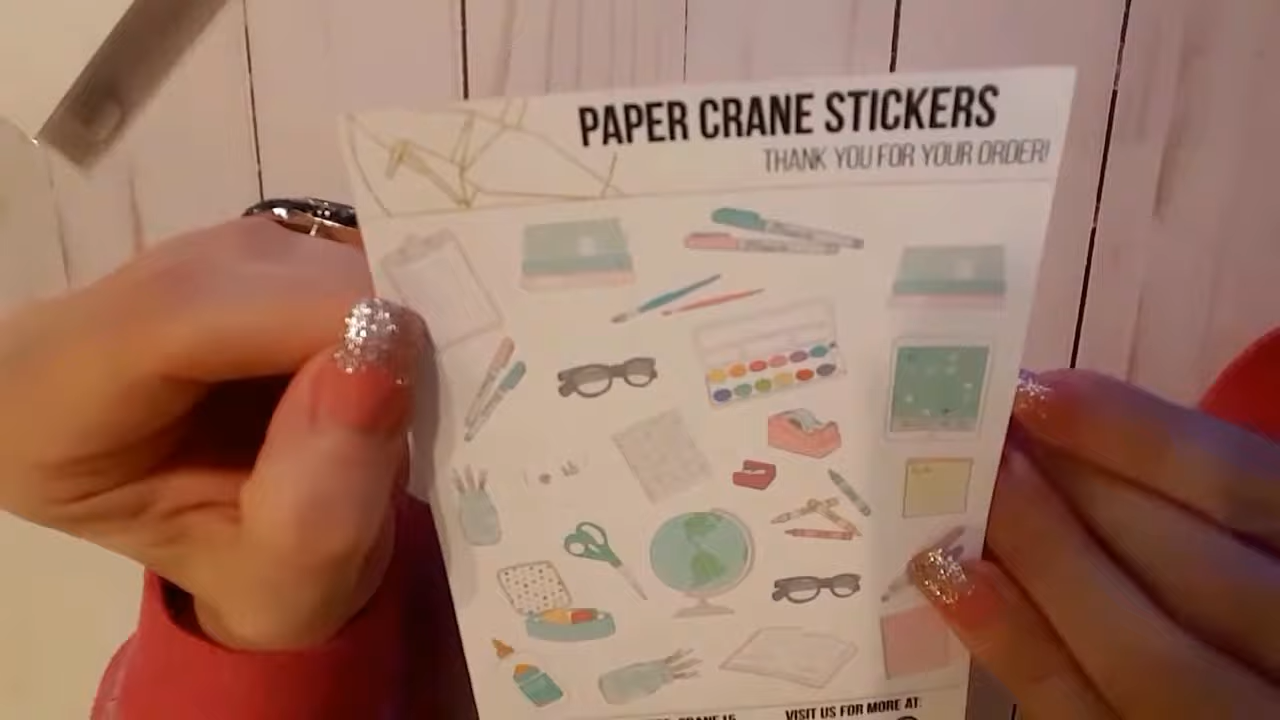 PAPER CRANE STICKERS
THANK YOU FOR YOUR ORDER!
VISIT US FOR MORE AT: